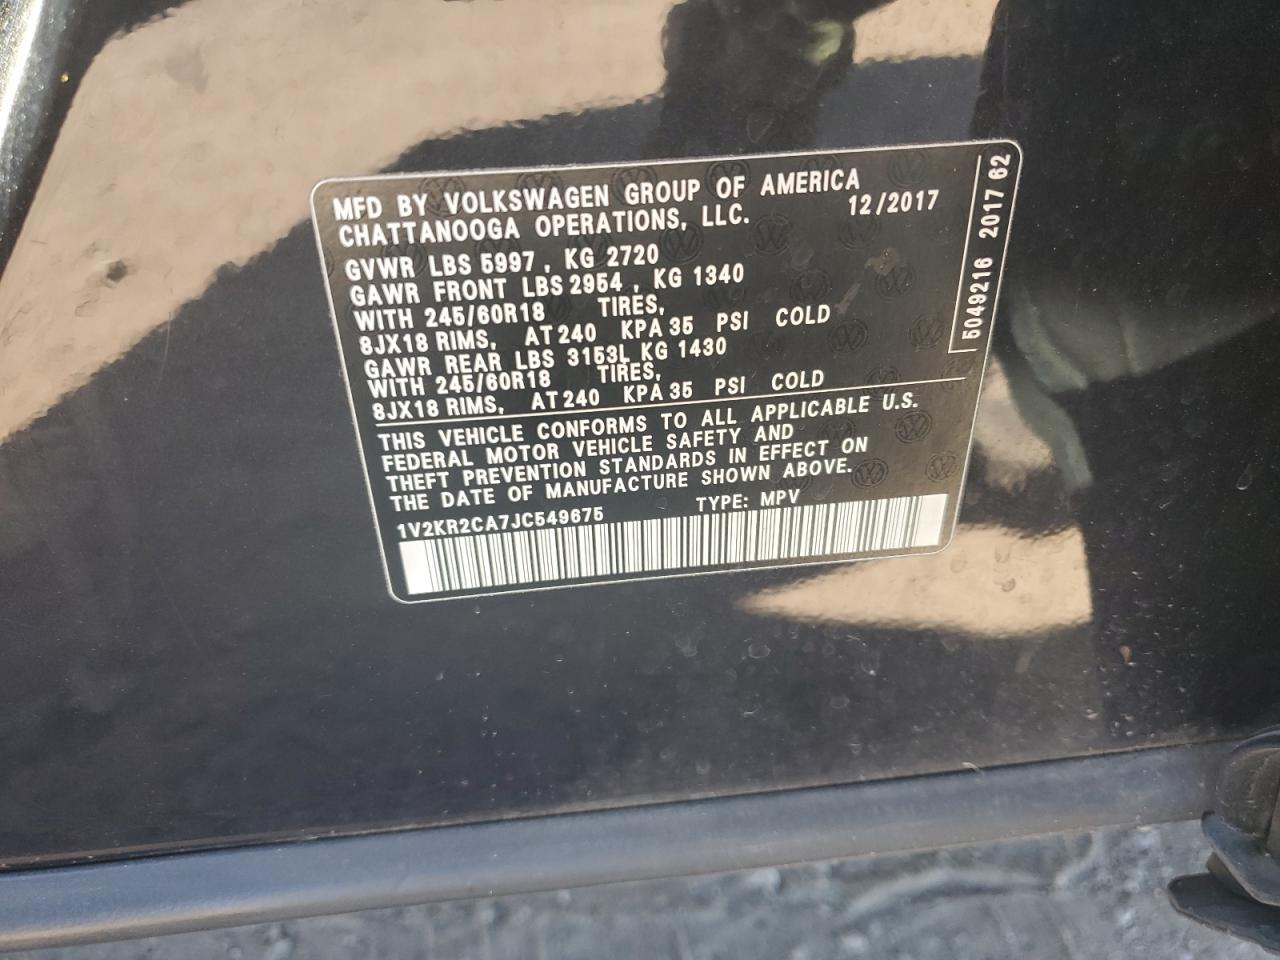 MFD BY VOLKSWAGEN GROUP OF AMERICA
CHATTANOOGA OPERATIONS, LLC. 12/2017
GVWR LBS 5997 , KG 2720
GAWR FRONT LBS 2954 , KG 1340
WITH 245/60R18 TIRES,
8JX18 RIMS, AT 240 KPA 35 PSI COLD
GAWR REAR LBS 3153L KG 1430
WITH 245/60R18 TIRES,
8JX18 RIMS, AT 240 KPA 35 PSI COLD
THIS VEHICLE CONFORMS TO ALL APPLICABLE U.S.
FEDERAL MOTOR VEHICLE SAFETY AND
THEFT PREVENTION STANDARDS IN EFFECT ON
THE DATE OF MANUFACTURE SHOWN ABOVE.
1V2KR2CA7JC549675 TYPE: MPV
5049216 2017 62